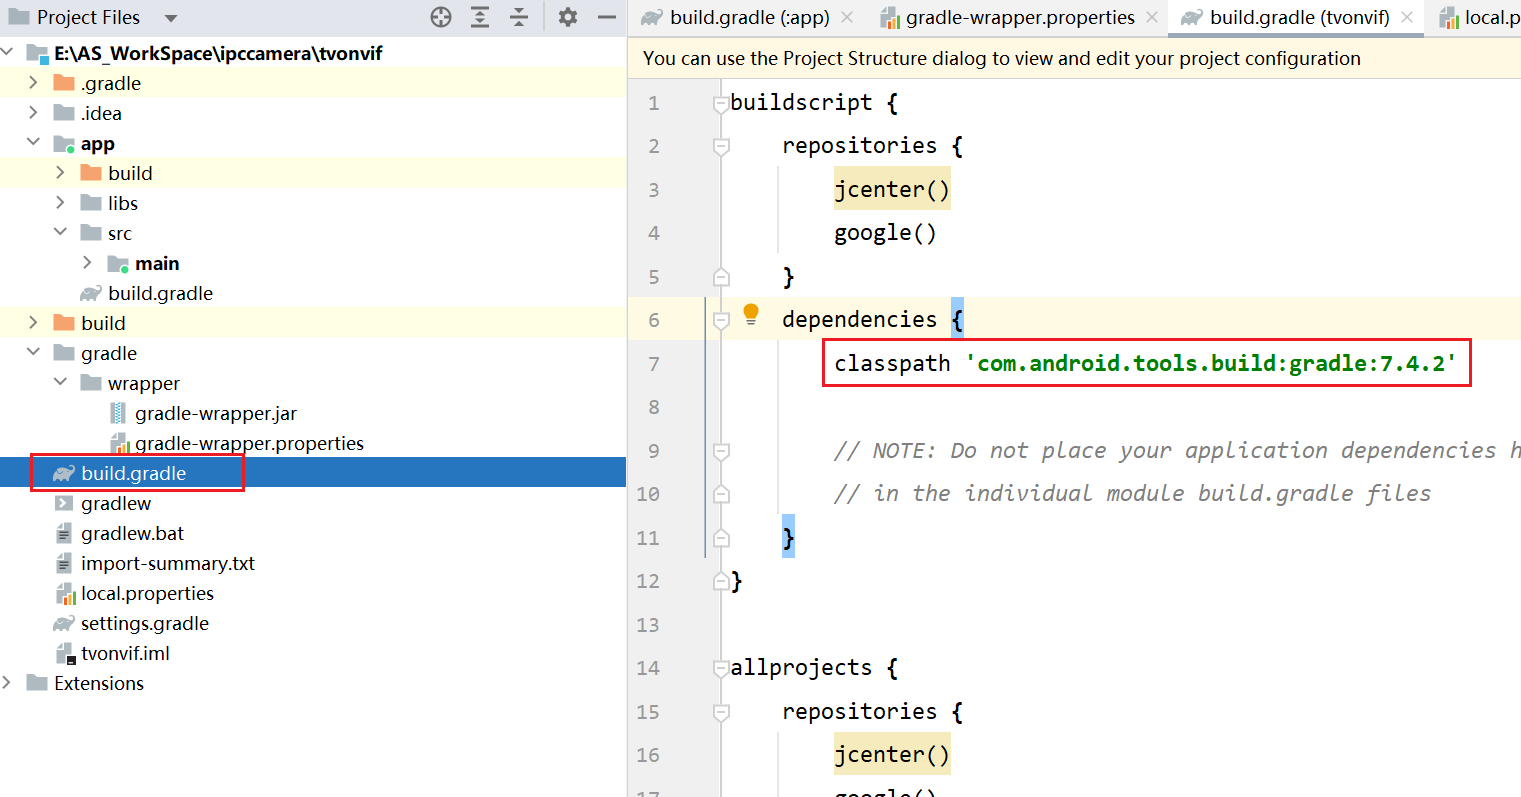 Project Files
E:\AS_WorkSpace\ipccamera\tvonvif
.gradle
.idea
app
build
libs
src
main
build.gradle
build
gradle
wrapper
gradle-wrapper.jar
gradle-wrapper.properties
build.gradle
gradlew
gradlew.bat
import-summary.txt
local.properties
settings.gradle
tvonvif.iml
Extensions
build.gradle (:app)
gradle-wrapper.properties
build.gradle (tvonvif)
local.p
You can use the Project Structure dialog to view and edit your project configuration
1 buildscript {
2 repositories {
3 jcenter()
4 google()
5 }
6 dependencies {
7 classpath 'com.android.tools.build:gradle:7.4.2'
8
9 // NOTE: Do not place your application dependencies h
10 // in the individual module build.gradle files
11 }
12 }
13
14 allprojects {
15 repositories {
16 jcenter()
17 google()